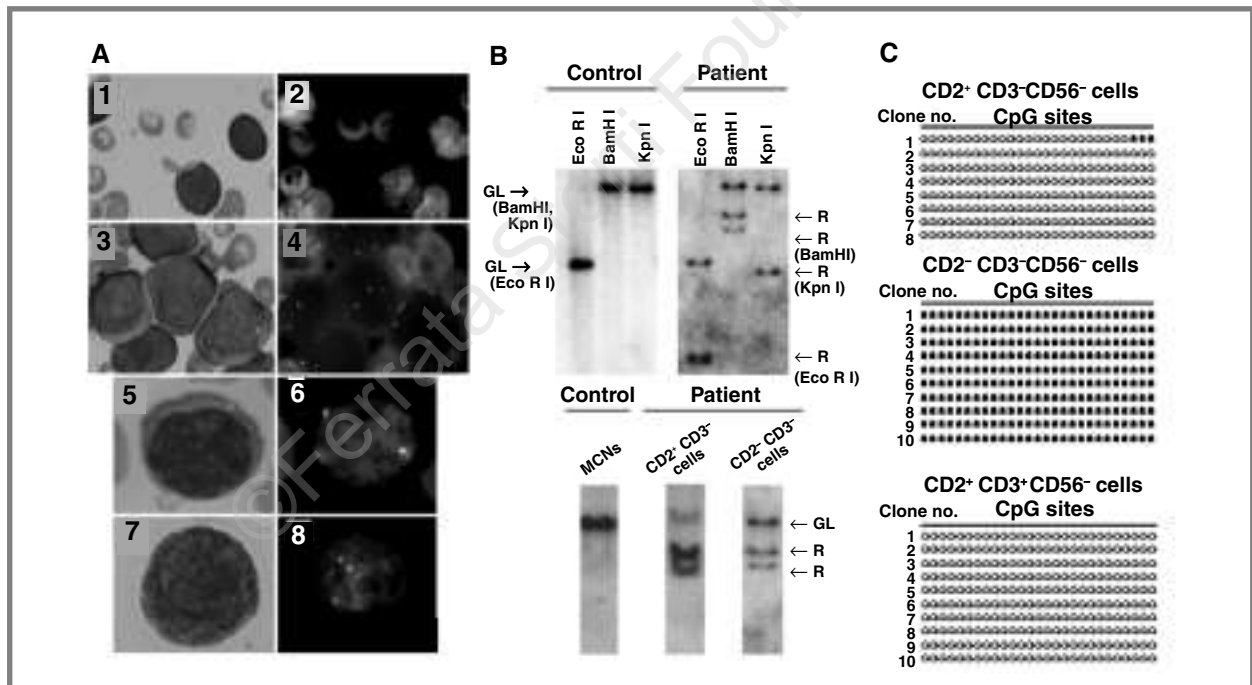 A
1
2
3
4
5
6
7
8
B
Control Patient
Eco R I
BamH I
Kpn I
Eco R I
BamH I
Kpn I
GL →
(BamHI,
Kpn I)
GL →
(Eco R I)
← R
← R
(BamHI)
← R
(Kpn I)
← R
(Eco R I)
Control Patient
MCNs
CD2+ CD3−
cells
CD2− CD3−
cells
← GL
← R
← R
C
CD2+ CD3−CD56− cells
Clone no. CpG sites
1
2
3
4
5
6
7
8
CD2− CD3−CD56− cells
Clone no. CpG sites
1
2
3
4
5
6
7
8
9
10
CD2+ CD3+CD56− cells
Clone no. CpG sites
1
2
3
4
5
6
7
8
9
10
©Ferrata Storti Foun